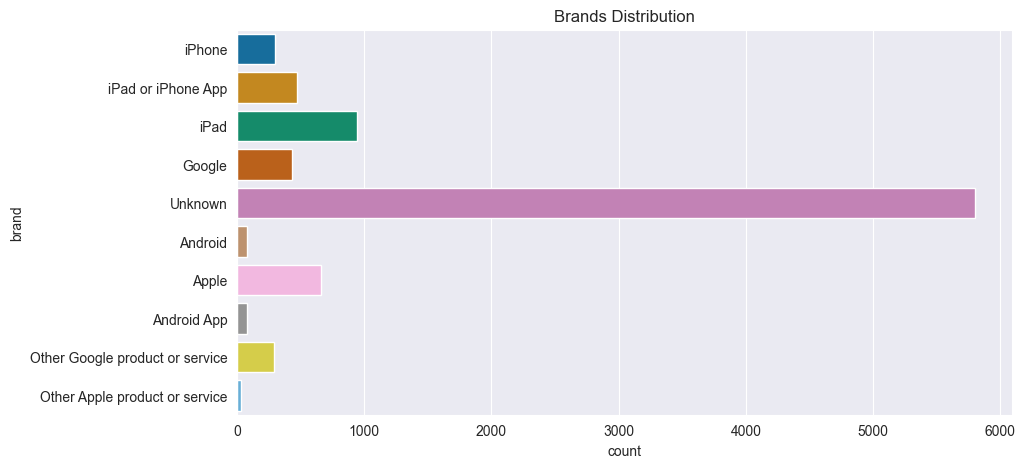 Brands Distribution
iPhone
iPad or iPhone App
iPad
Google
Unknown
Android
Apple
Android App
Other Google product or service
Other Apple product or service
brand
0 1000 2000 3000 4000 5000 6000
count